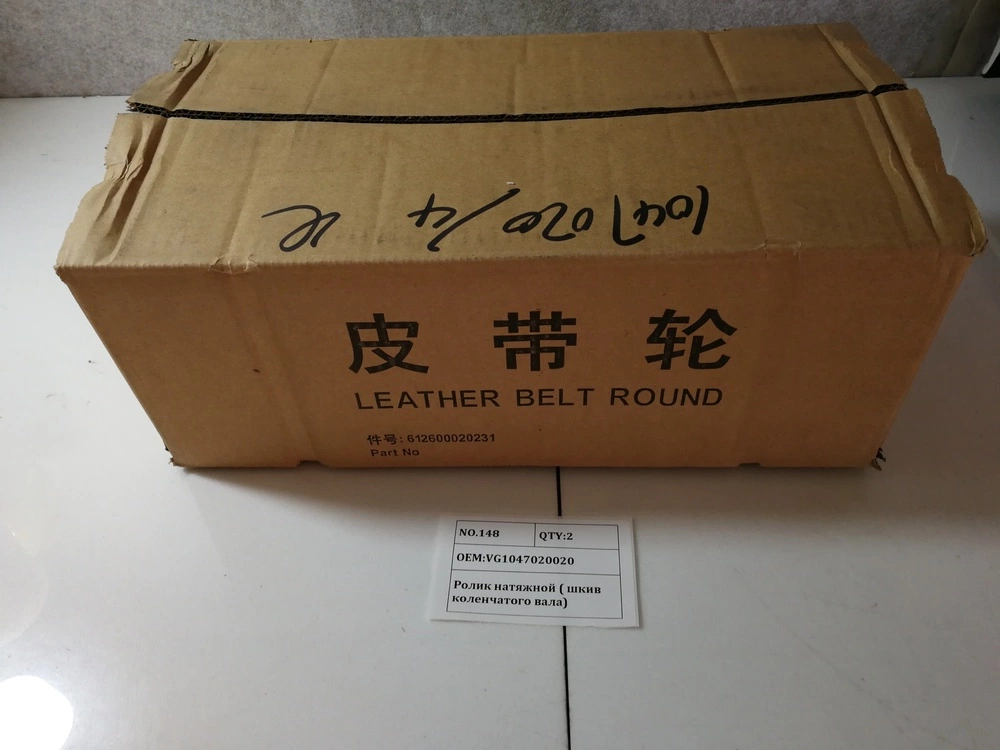 1047020/4
皮带轮
LEATHER BELT ROUND
件号: 612600020231
Part No
NO.148 QTY:2
OEM:VG1047020020
Ролик натяжной ( шкив
коленчатого вала)